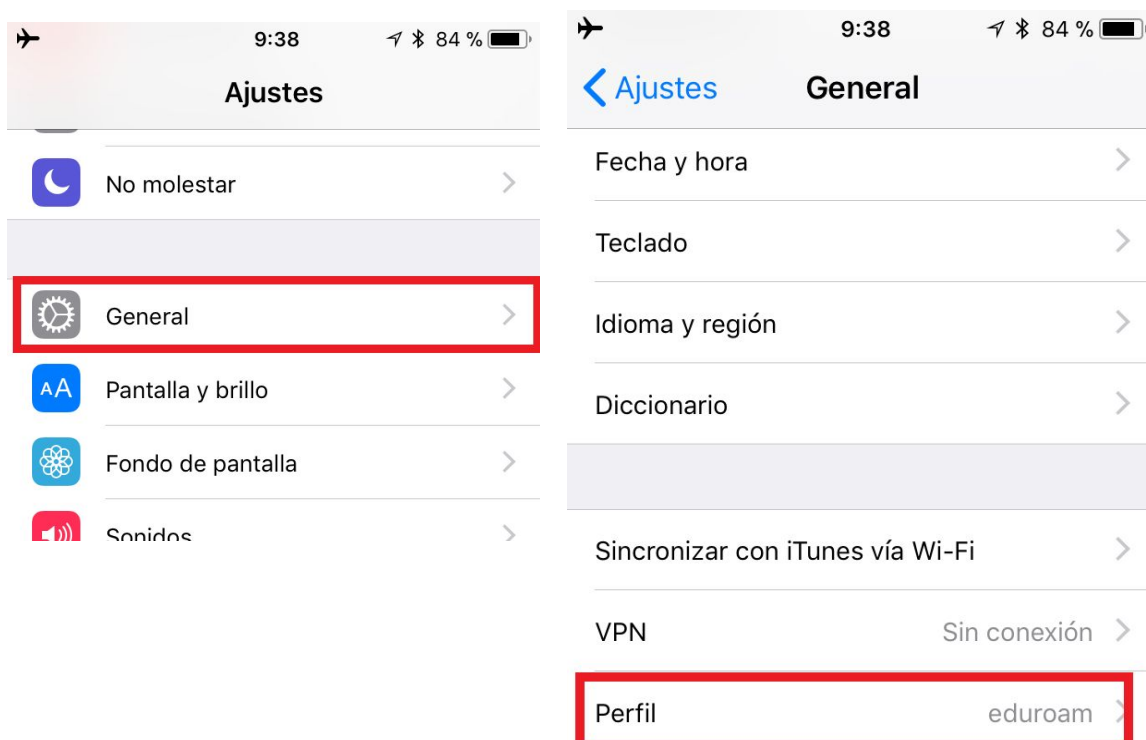 9:38
84 %
Ajustes
No molestar
General
AA Pantalla y brillo
Fondo de pantalla
Sonidos
9:38
84 %
Ajustes
General
Fecha y hora
Teclado
Idioma y región
Diccionario
Sincronizar con iTunes vía Wi-Fi
VPN Sin conexión
Perfil eduroam